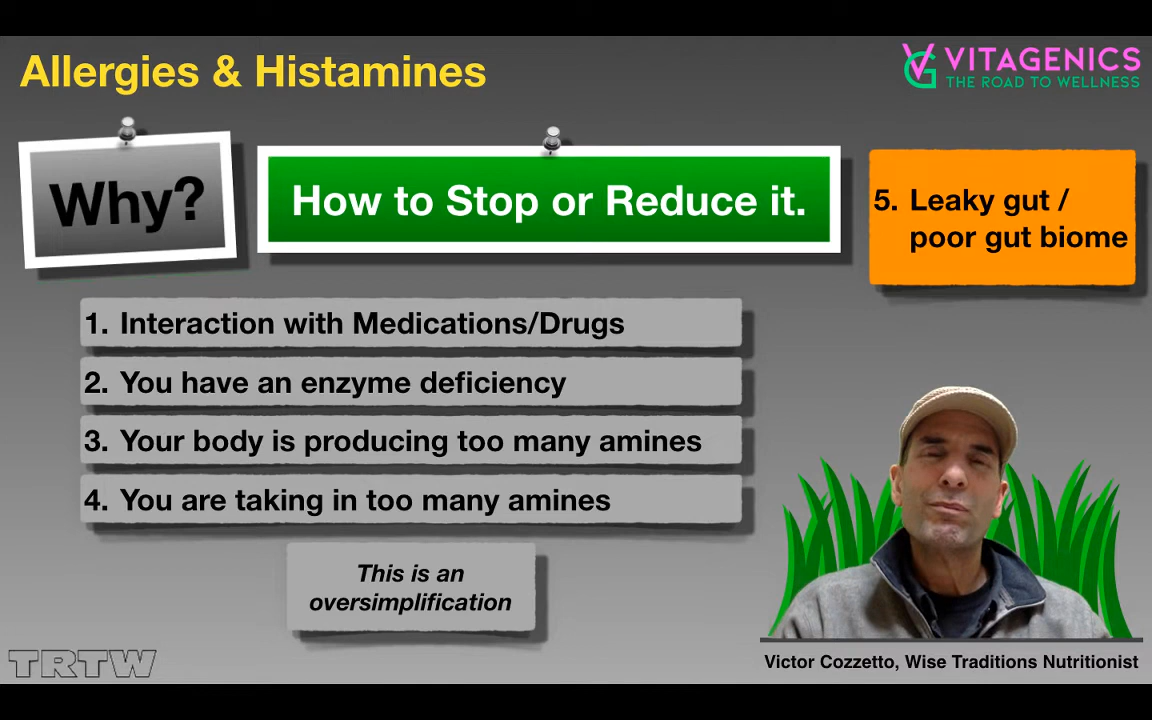 Allergies & Histamines
VITAGENICS
THE ROAD TO WELLNESS
Why?
How to Stop or Reduce it.
5. Leaky gut /
poor gut biome
1. Interaction with Medications/Drugs
2. You have an enzyme deficiency
3. Your body is producing too many amines
4. You are taking in too many amines
This is an
oversimplification
TRTW
Victor Cozzetto, Wise Traditions Nutritionist